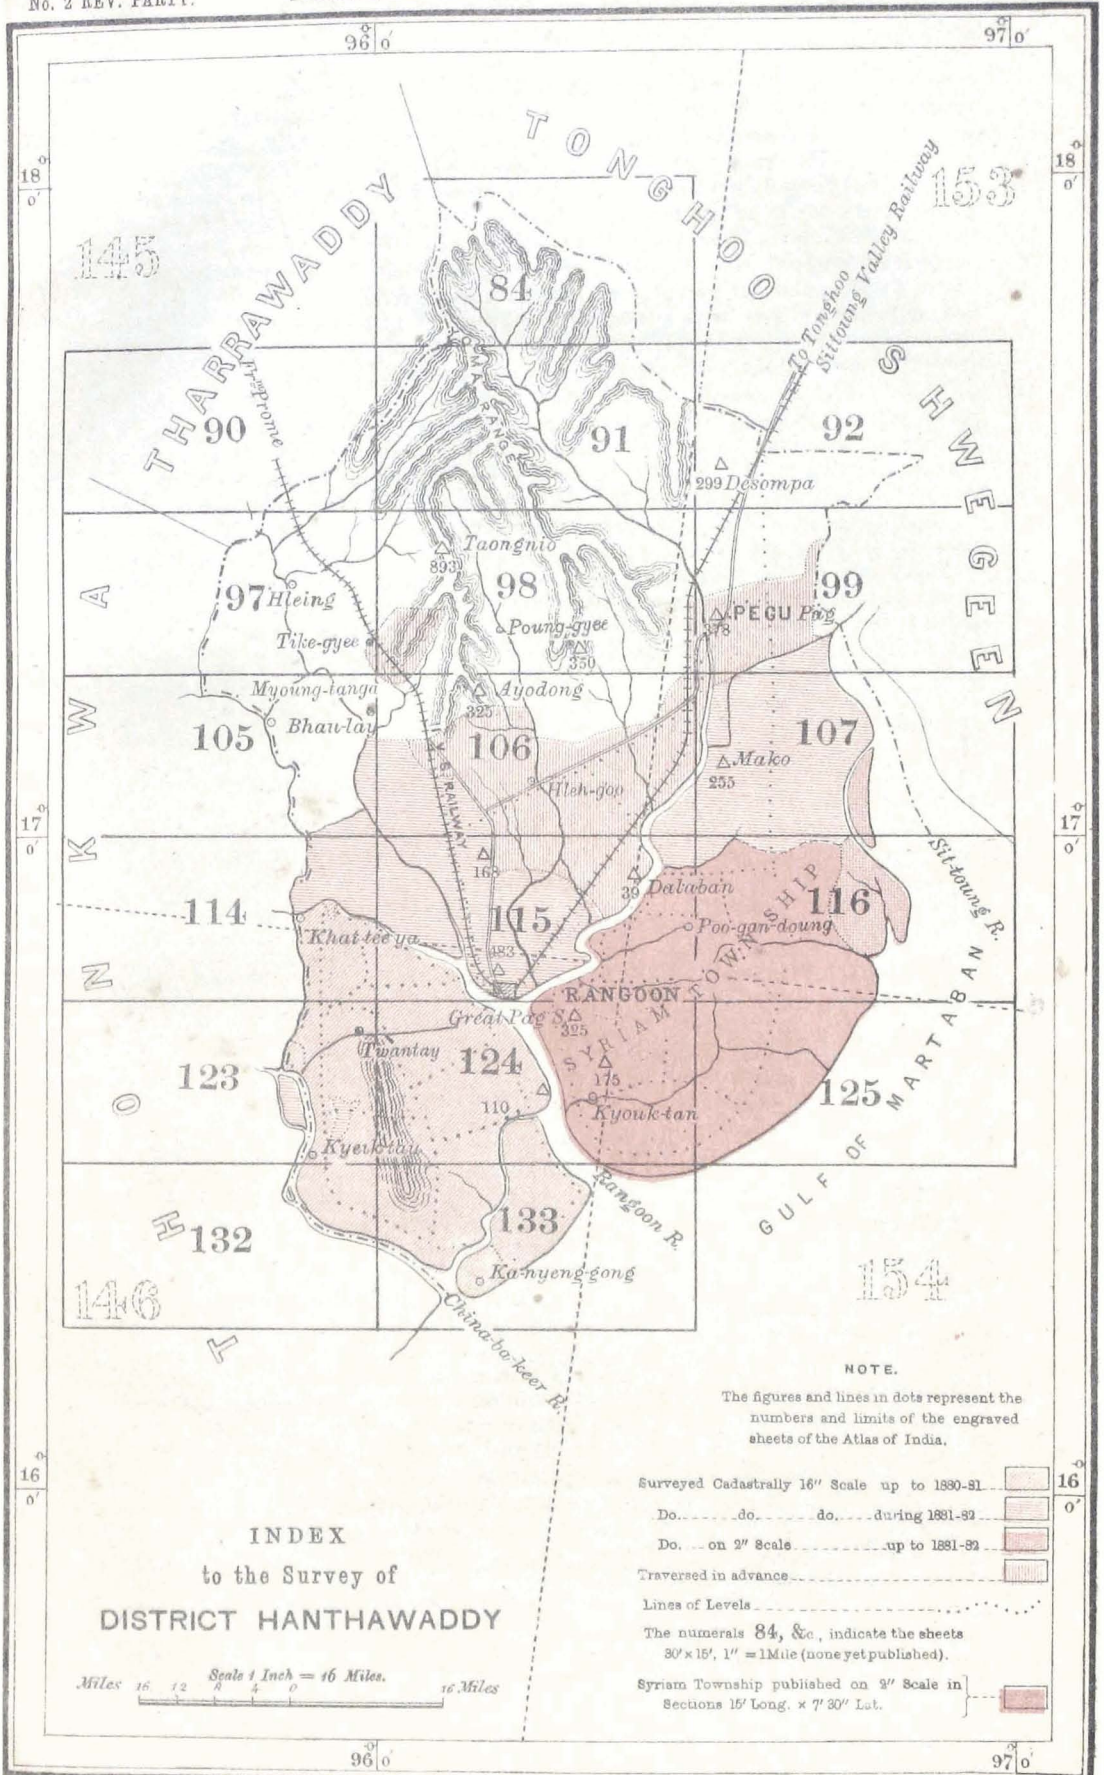 No. 2 REV. PARTY.
96° 0'
97° 0'
18° 0'
18° 0'
TONGHOO
THARRAWADDY
145
153
To Tonghoo
Sittoung Valley Railway
84
SHWEGEEN
From Prome
YOMA RANGE
90
91
92
299 Desompa
Taongnio
893
97
Hleing
98
99
Poung-gyee
350
PEGU Pag
378
Tike-gyee
Myoung-tanga
Ayodong
325
Bhau-lay
105
106
107
Mako
255
I. V. S. RAILWAY
Hleh-goo
17° 0'
17° 0'
168
39 Dalaban
Sit-toung R.
114
115
116
Khat-tee ya
Poo-gan-doung
483
RANGOON
Great Pag S.
325
SYRIAM TOWNSHIP
Twantay
123
124
175
125
110
Kyouk-tan
GULF OF MARTABAN
Kyeik-tau
Rangoon R.
132
133
THONKWA
Ka-nyeng-gong
146
154
China-ba-keer R.
NOTE.
The figures and lines in dots represent the
numbers and limits of the engraved
sheets of the Atlas of India.
16° 0'
16° 0'
Surveyed Cadastrally 16" Scale up to 1880-81
Do. do. do. during 1881-82
Do. on 2" Scale up to 1881-82
Traversed in advance
Lines of Levels
The numerals 84, &c., indicate the sheets
30' × 15', 1" = 1 Mile (none yet published).
Syriam Township published on 2" Scale in
Sections 15' Long. × 7' 30" Lat.
INDEX
to the Survey of
DISTRICT HANTHAWADDY
Scale 1 Inch = 16 Miles.
Miles 16 12 8 4 0 16 Miles
96° 0'
97° 0'